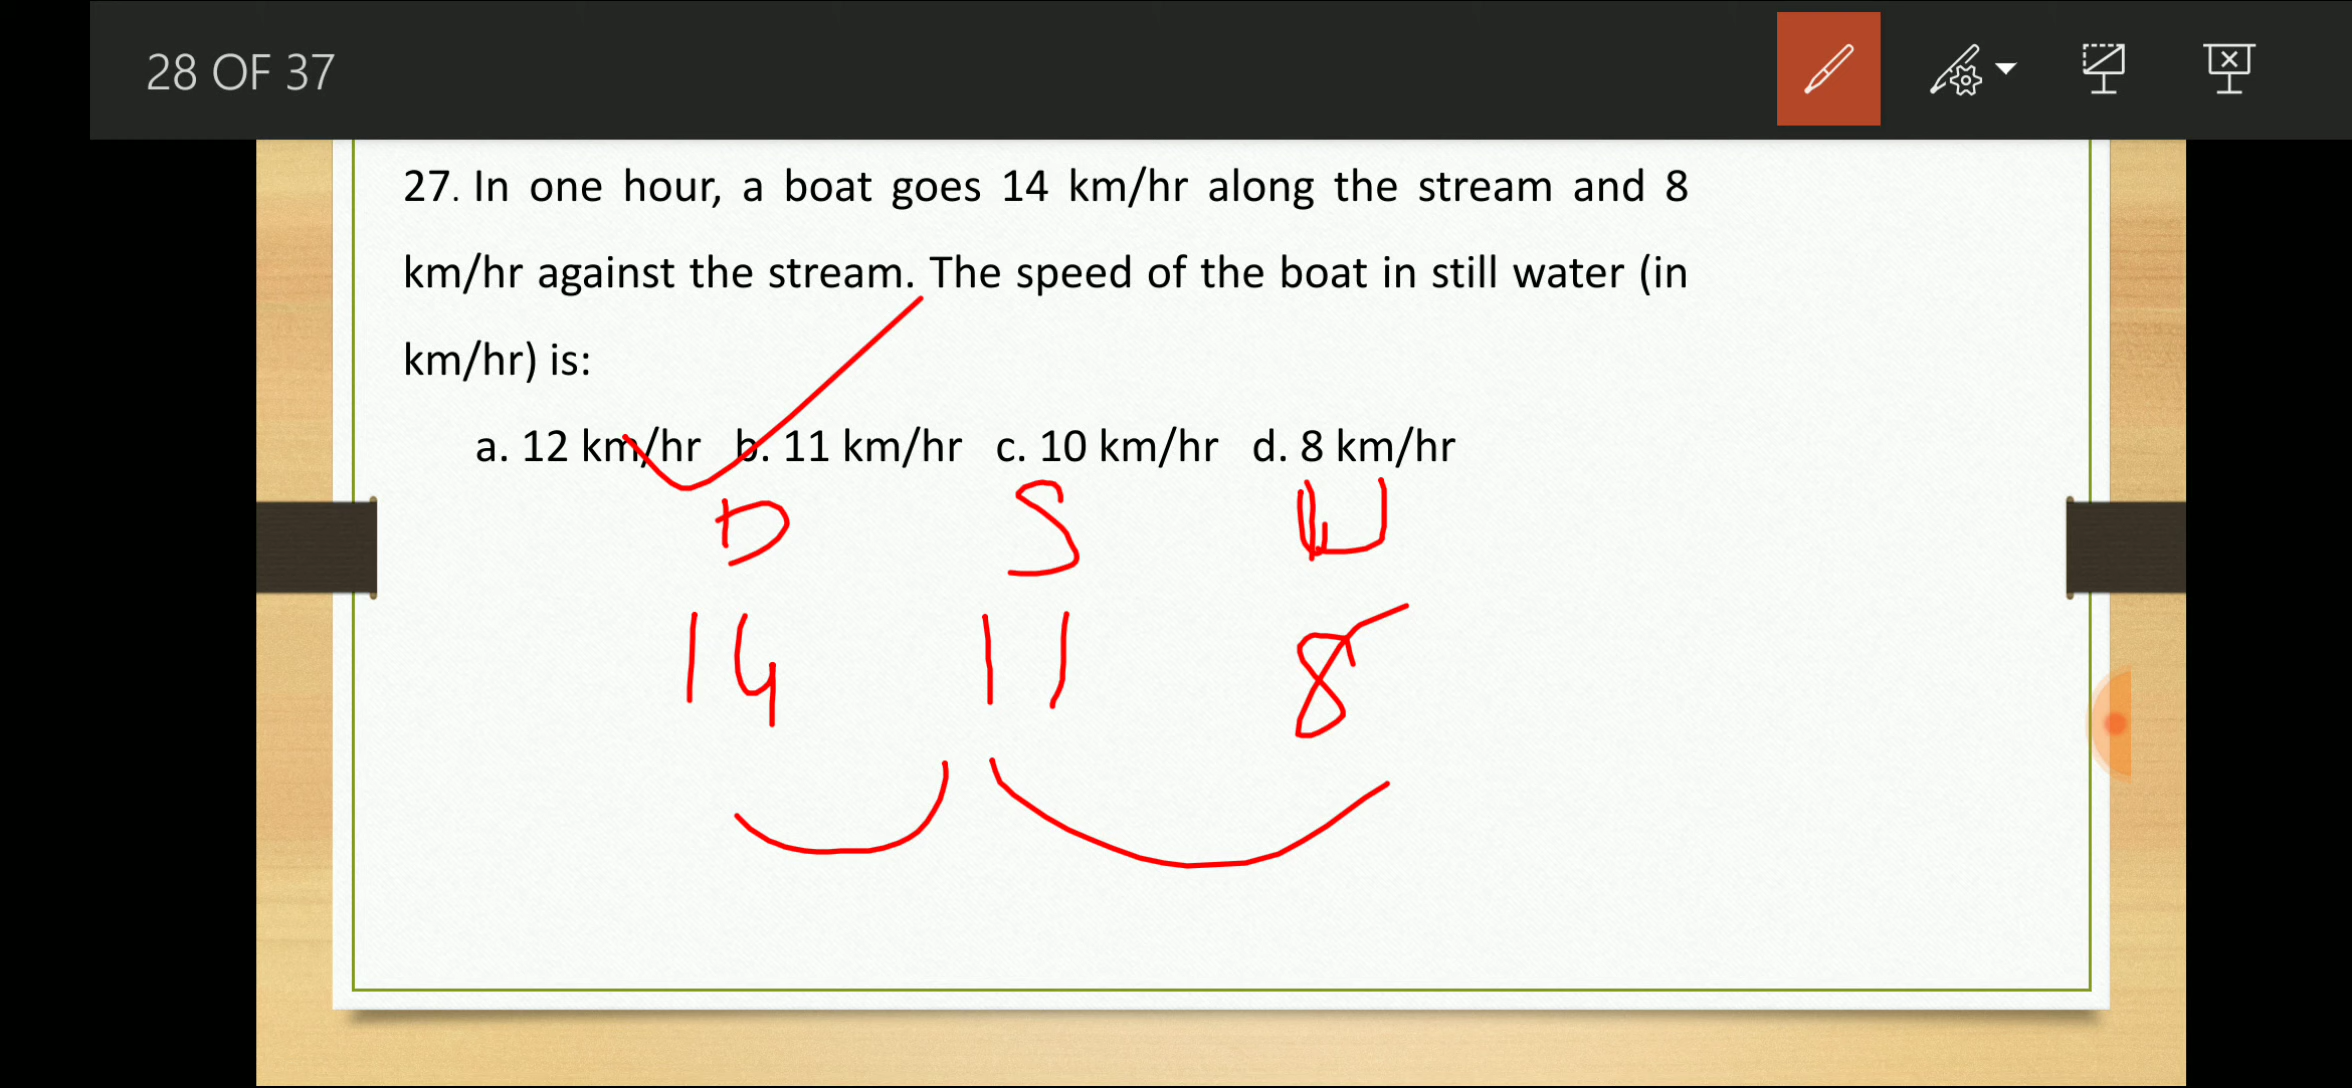 28 OF 37
27. In one hour, a boat goes 14 km/hr along the stream and 8
km/hr against the stream. The speed of the boat in still water (in
km/hr) is:
a. 12 km/hr b. 11 km/hr c. 10 km/hr d. 8 km/hr
D S U
14 11 8